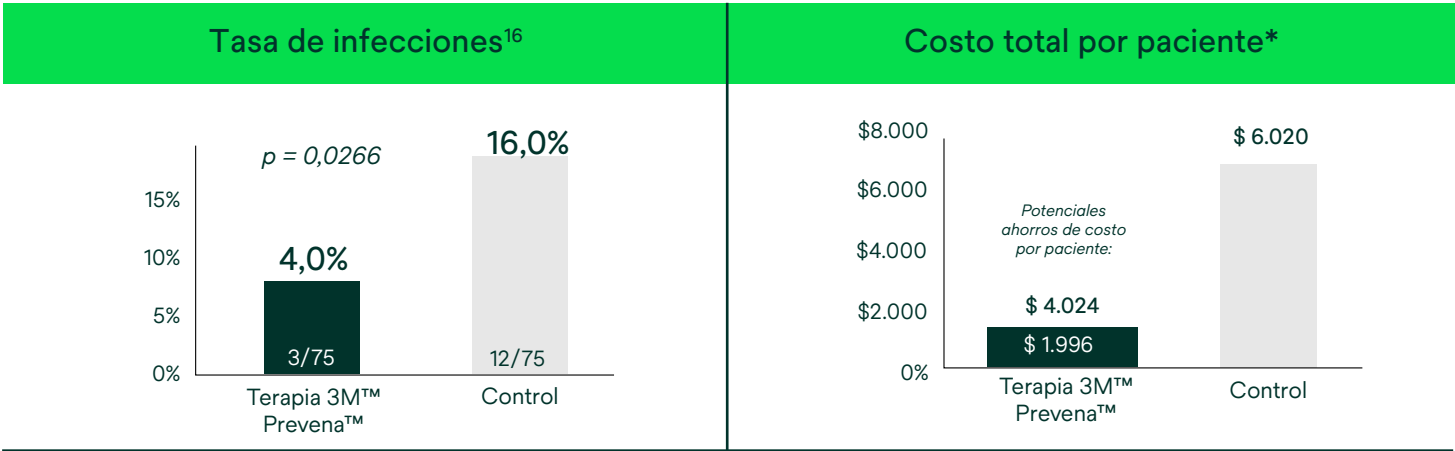 Tasa de infecciones¹⁶
15%
10%
5%
0%
p = 0,0266
4,0%
3/75
16,0%
12/75
Terapia 3M™
Prevena™
Control
Costo total por paciente*
$8.000
$6.000
$4.000
$2.000
0%
Potenciales
ahorros de costo
por paciente:
$ 4.024
$ 1.996
$ 6.020
Terapia 3M™
Prevena™
Control